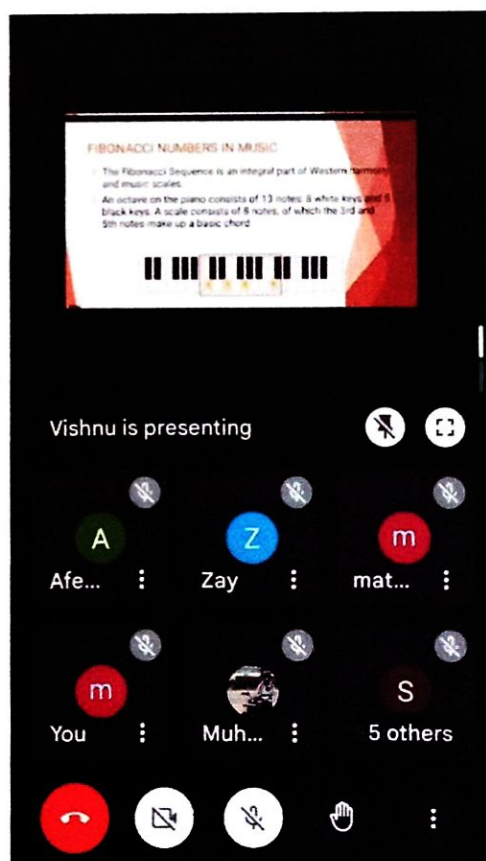 FIBONACCI NUMBERS IN MUSIC
The Fibonacci Sequence is an integral part of Western harmony
and music scales.
An octave on the piano consists of 13 notes: 8 white keys and 5
black keys. A scale consists of 8 notes, of which the 3rd and
5th notes make up a basic chord
Vishnu is presenting
A
Z
m
Afe...
Zay
mat...
m
S
You
Muh...
5 others